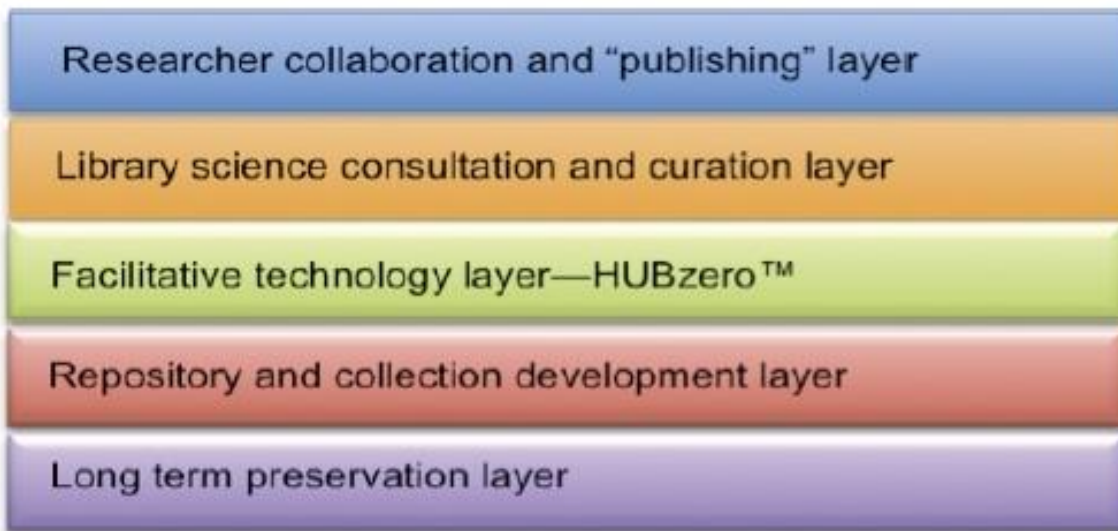 Researcher collaboration and “publishing” layer
Library science consultation and curation layer
Facilitative technology layer—HUBzero™
Repository and collection development layer
Long term preservation layer